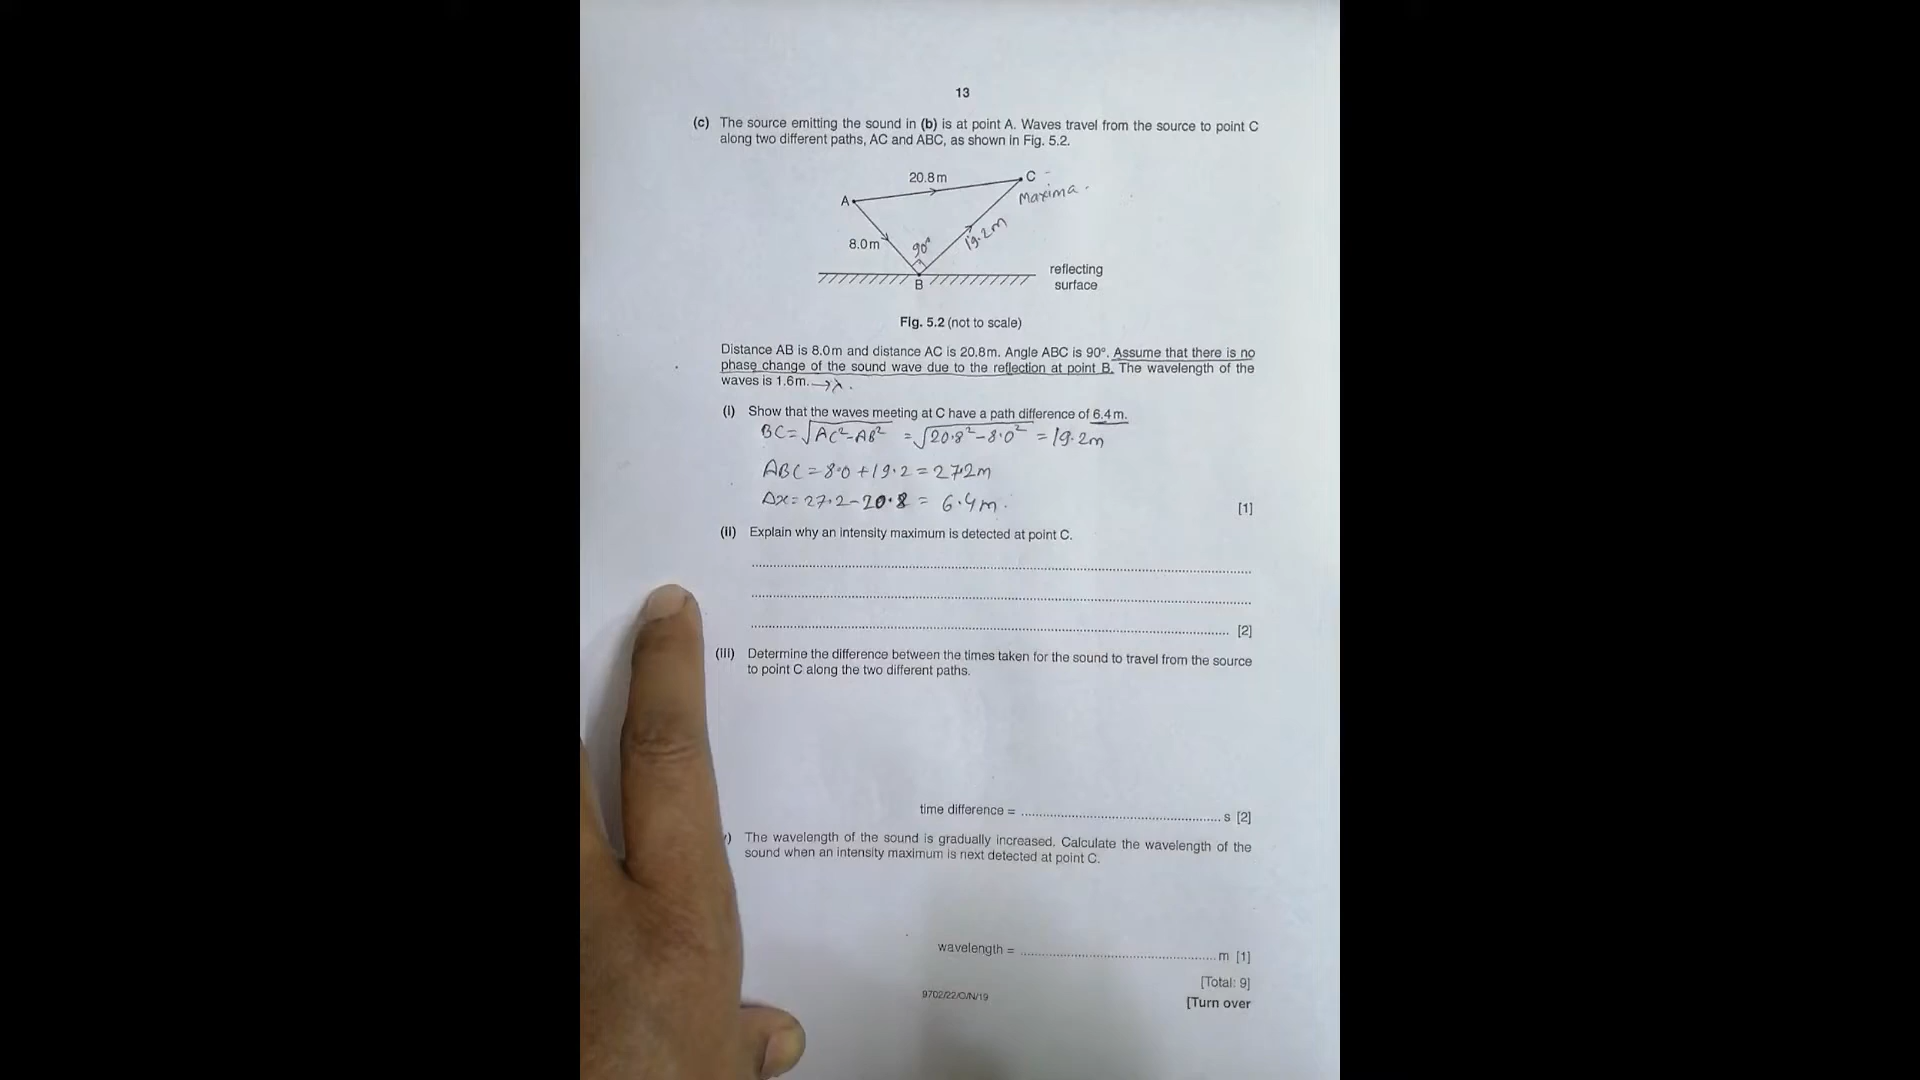 13
(c) The source emitting the sound in (b) is at point A. Waves travel from the source to point C
along two different paths, AC and ABC, as shown in Fig. 5.2.
20.8 m
C
Maxima.
A
8.0 m
90°
19.2m
B
reflecting
surface
Fig. 5.2 (not to scale)
Distance AB is 8.0 m and distance AC is 20.8 m. Angle ABC is 90°. Assume that there is no
phase change of the sound wave due to the reflection at point B. The wavelength of the
waves is 1.6 m. → λ.
(i) Show that the waves meeting at C have a path difference of 6.4 m.
BC = √AC² - AB² = √20.8² - 8.0² = 19.2m
ABC = 8.0 + 19.2 = 27.2m
Δx = 27.2 - 20.8 = 6.4 m.
[1]
(ii) Explain why an intensity maximum is detected at point C.
[2]
(iii) Determine the difference between the times taken for the sound to travel from the source
to point C along the two different paths.
time difference = ........ s [2]
) The wavelength of the sound is gradually increased. Calculate the wavelength of the
sound when an intensity maximum is next detected at point C.
wavelength = ........ m [1]
[Total: 9]
9702/22/O/N/19
[Turn over